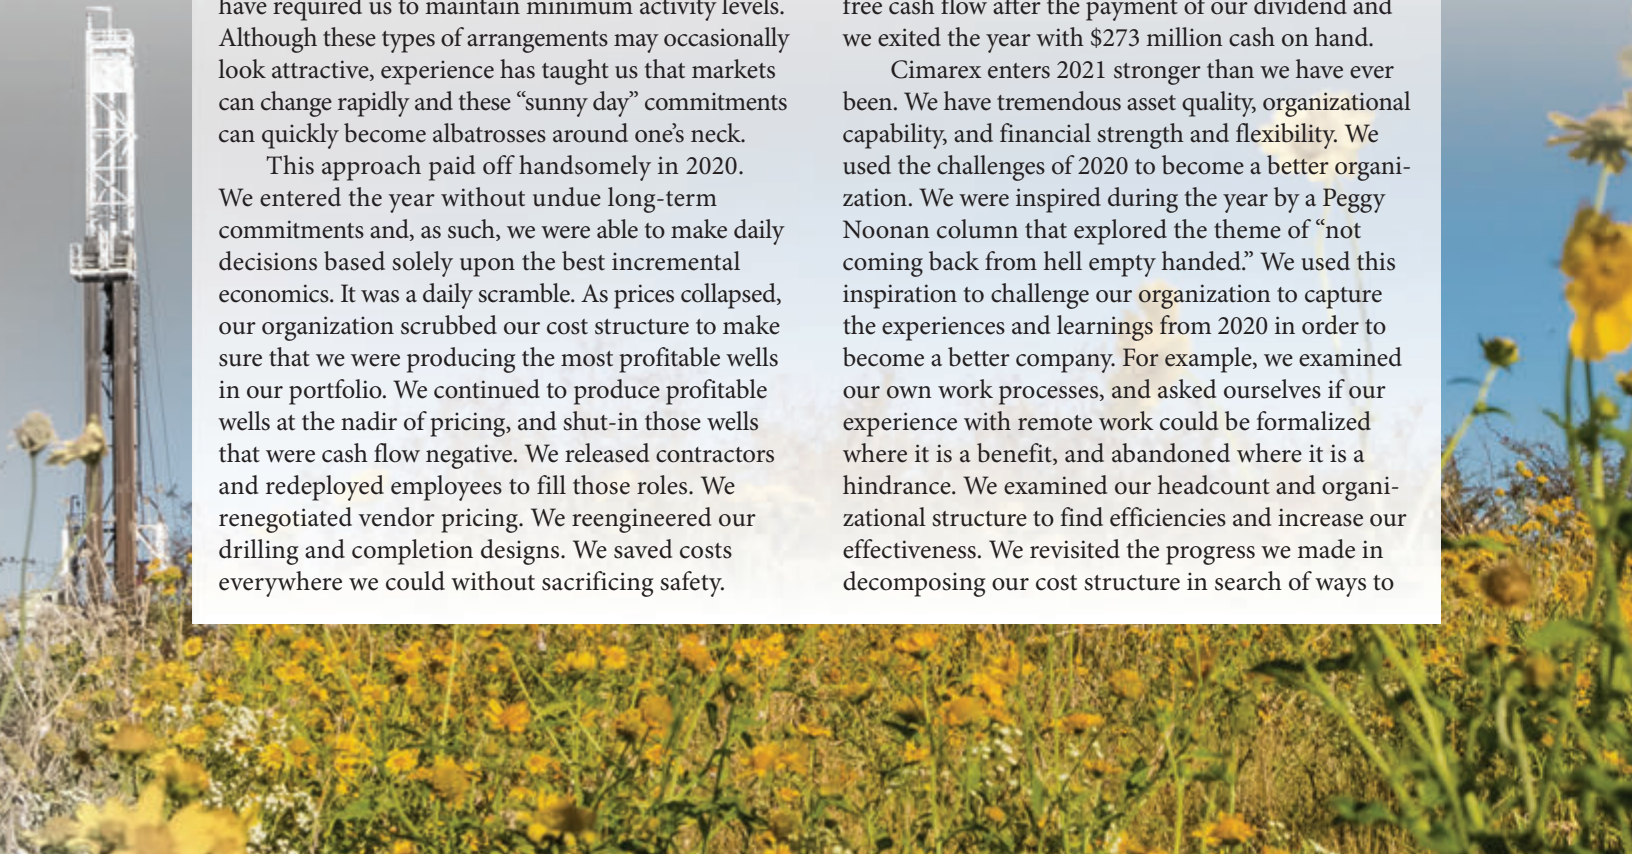 have required us to maintain minimum activity levels.
Although these types of arrangements may occasionally
look attractive, experience has taught us that markets
can change rapidly and these “sunny day” commitments
can quickly become albatrosses around one’s neck.
This approach paid off handsomely in 2020.
We entered the year without undue long-term
commitments and, as such, we were able to make daily
decisions based solely upon the best incremental
economics. It was a daily scramble. As prices collapsed,
our organization scrubbed our cost structure to make
sure that we were producing the most profitable wells
in our portfolio. We continued to produce profitable
wells at the nadir of pricing, and shut-in those wells
that were cash flow negative. We released contractors
and redeployed employees to fill those roles. We
renegotiated vendor pricing. We reengineered our
drilling and completion designs. We saved costs
everywhere we could without sacrificing safety.
free cash flow after the payment of our dividend and
we exited the year with $273 million cash on hand.
Cimarex enters 2021 stronger than we have ever
been. We have tremendous asset quality, organizational
capability, and financial strength and flexibility. We
used the challenges of 2020 to become a better organi-
zation. We were inspired during the year by a Peggy
Noonan column that explored the theme of “not
coming back from hell empty handed.” We used this
inspiration to challenge our organization to capture
the experiences and learnings from 2020 in order to
become a better company. For example, we examined
our own work processes, and asked ourselves if our
experience with remote work could be formalized
where it is a benefit, and abandoned where it is a
hindrance. We examined our headcount and organi-
zational structure to find efficiencies and increase our
effectiveness. We revisited the progress we made in
decomposing our cost structure in search of ways to